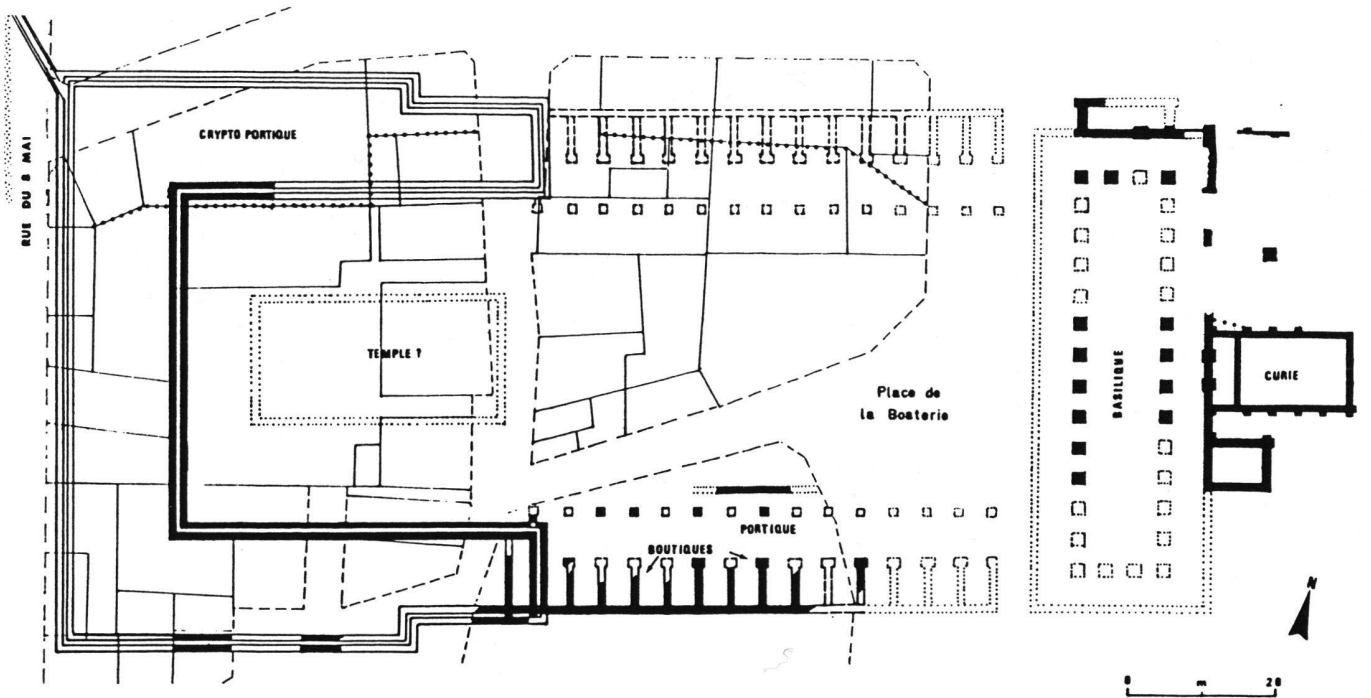 CRYPTO PORTIQUE
RUE DU 8 MAI
TEMPLE ?
Place de
la Boaterie
BASILIQUE
CURIE
PORTIQUE
BOUTIQUES
N
0 m 20